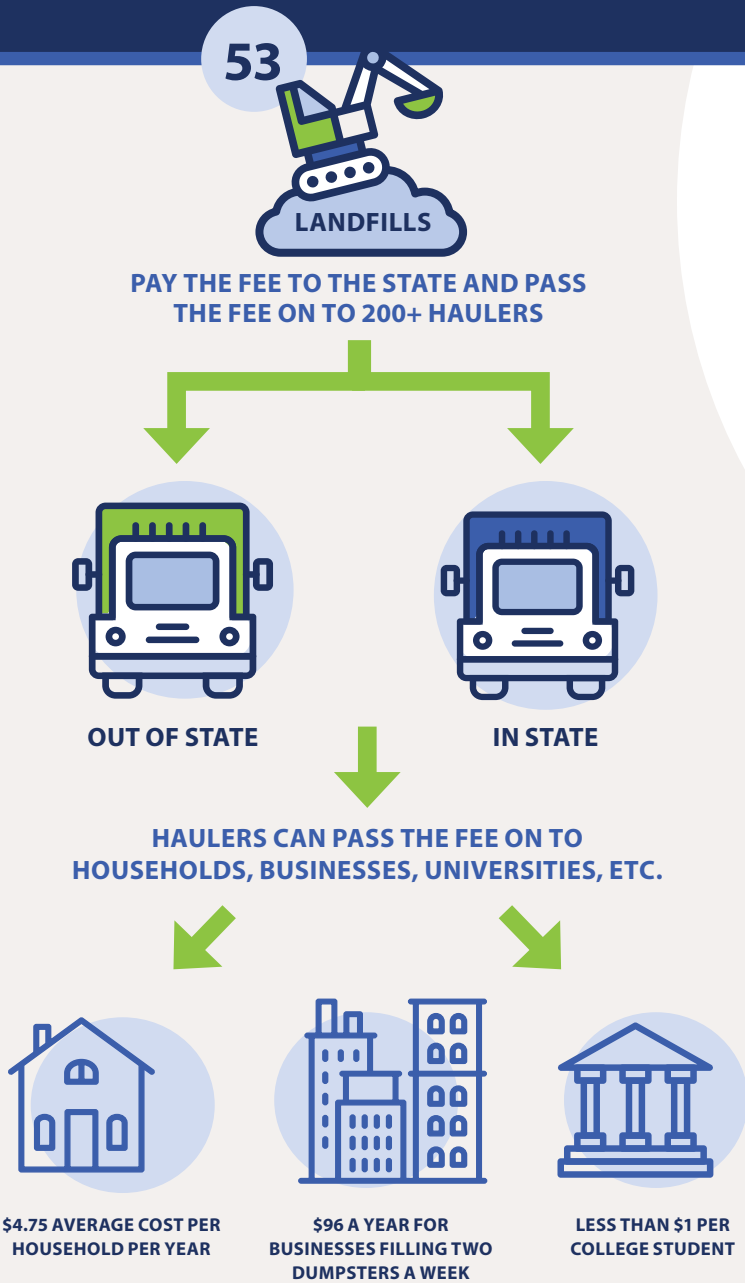 53
LANDFILLS
PAY THE FEE TO THE STATE AND PASS
THE FEE ON TO 200+ HAULERS
OUT OF STATE
IN STATE
HAULERS CAN PASS THE FEE ON TO
HOUSEHOLDS, BUSINESSES, UNIVERSITIES, ETC.
$4.75 AVERAGE COST PER
HOUSEHOLD PER YEAR
$96 A YEAR FOR
BUSINESSES FILLING TWO
DUMPSTERS A WEEK
LESS THAN $1 PER
COLLEGE STUDENT